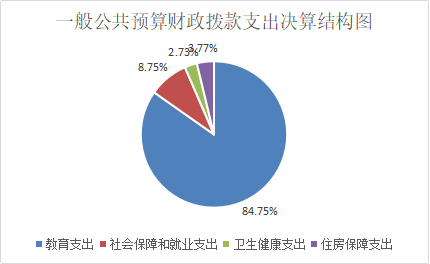 一般公共预算财政拨款支出决算结构图
2.73%
3.77%
8.75%
84.75%
教育支出 社会保障和就业支出 卫生健康支出 住房保障支出